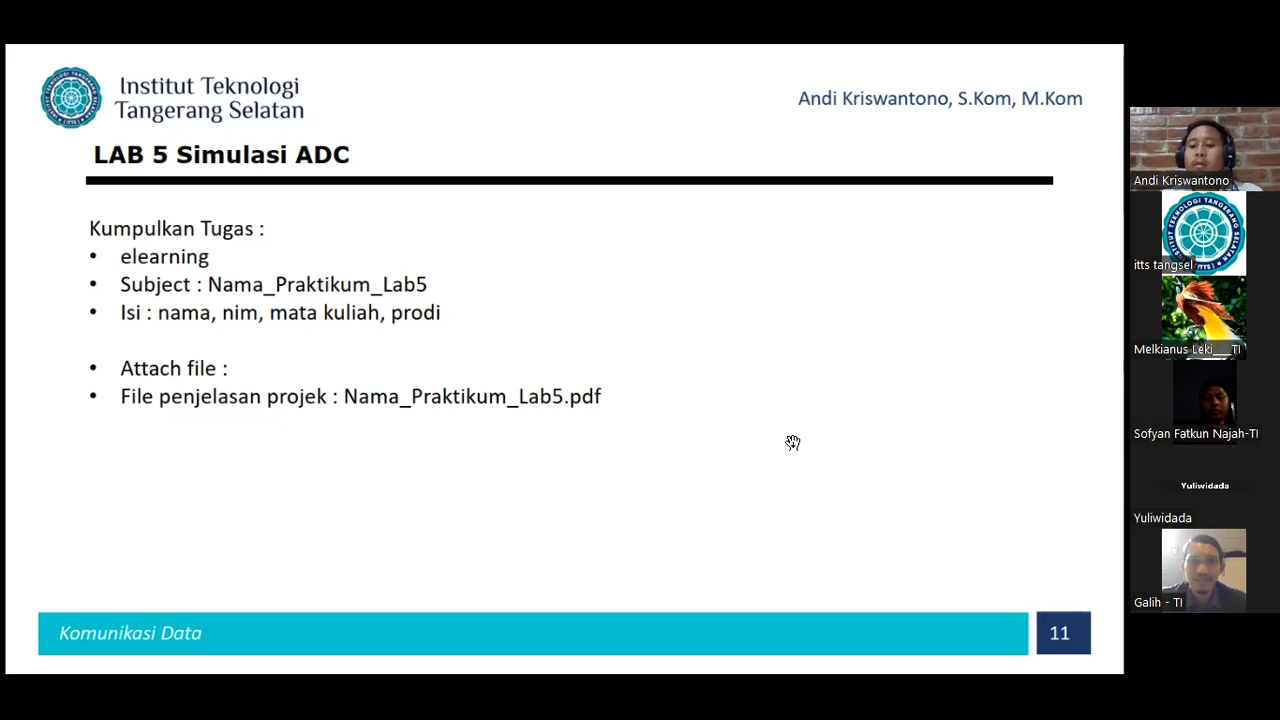 Institut Teknologi
Tangerang Selatan
Andi Kriswantono, S.Kom, M.Kom
LAB 5 Simulasi ADC
Kumpulkan Tugas :
• elearning
• Subject : Nama_Praktikum_Lab5
• Isi : nama, nim, mata kuliah, prodi
• Attach file :
• File penjelasan projek : Nama_Praktikum_Lab5.pdf
Komunikasi Data
11
Andi Kriswantono
itts tangsel
Melkianus Leki___TI
Sofyan Fatkun Najah-TI
Yuliwidada
Yuliwidada
Galih - TI